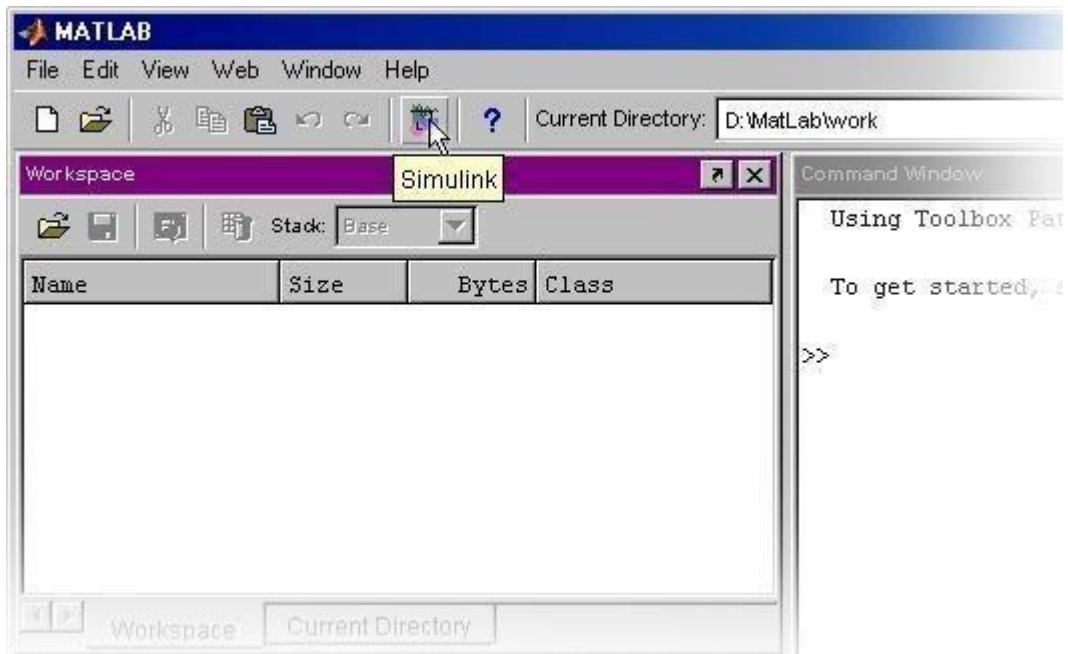 MATLAB
File Edit View Web Window Help
? Current Directory: D:\MatLab\work
Workspace
Simulink
Command Window
Stack: Base
Name Size Bytes Class
Using Toolbox
To get started,
>>
Workspace Current Directory